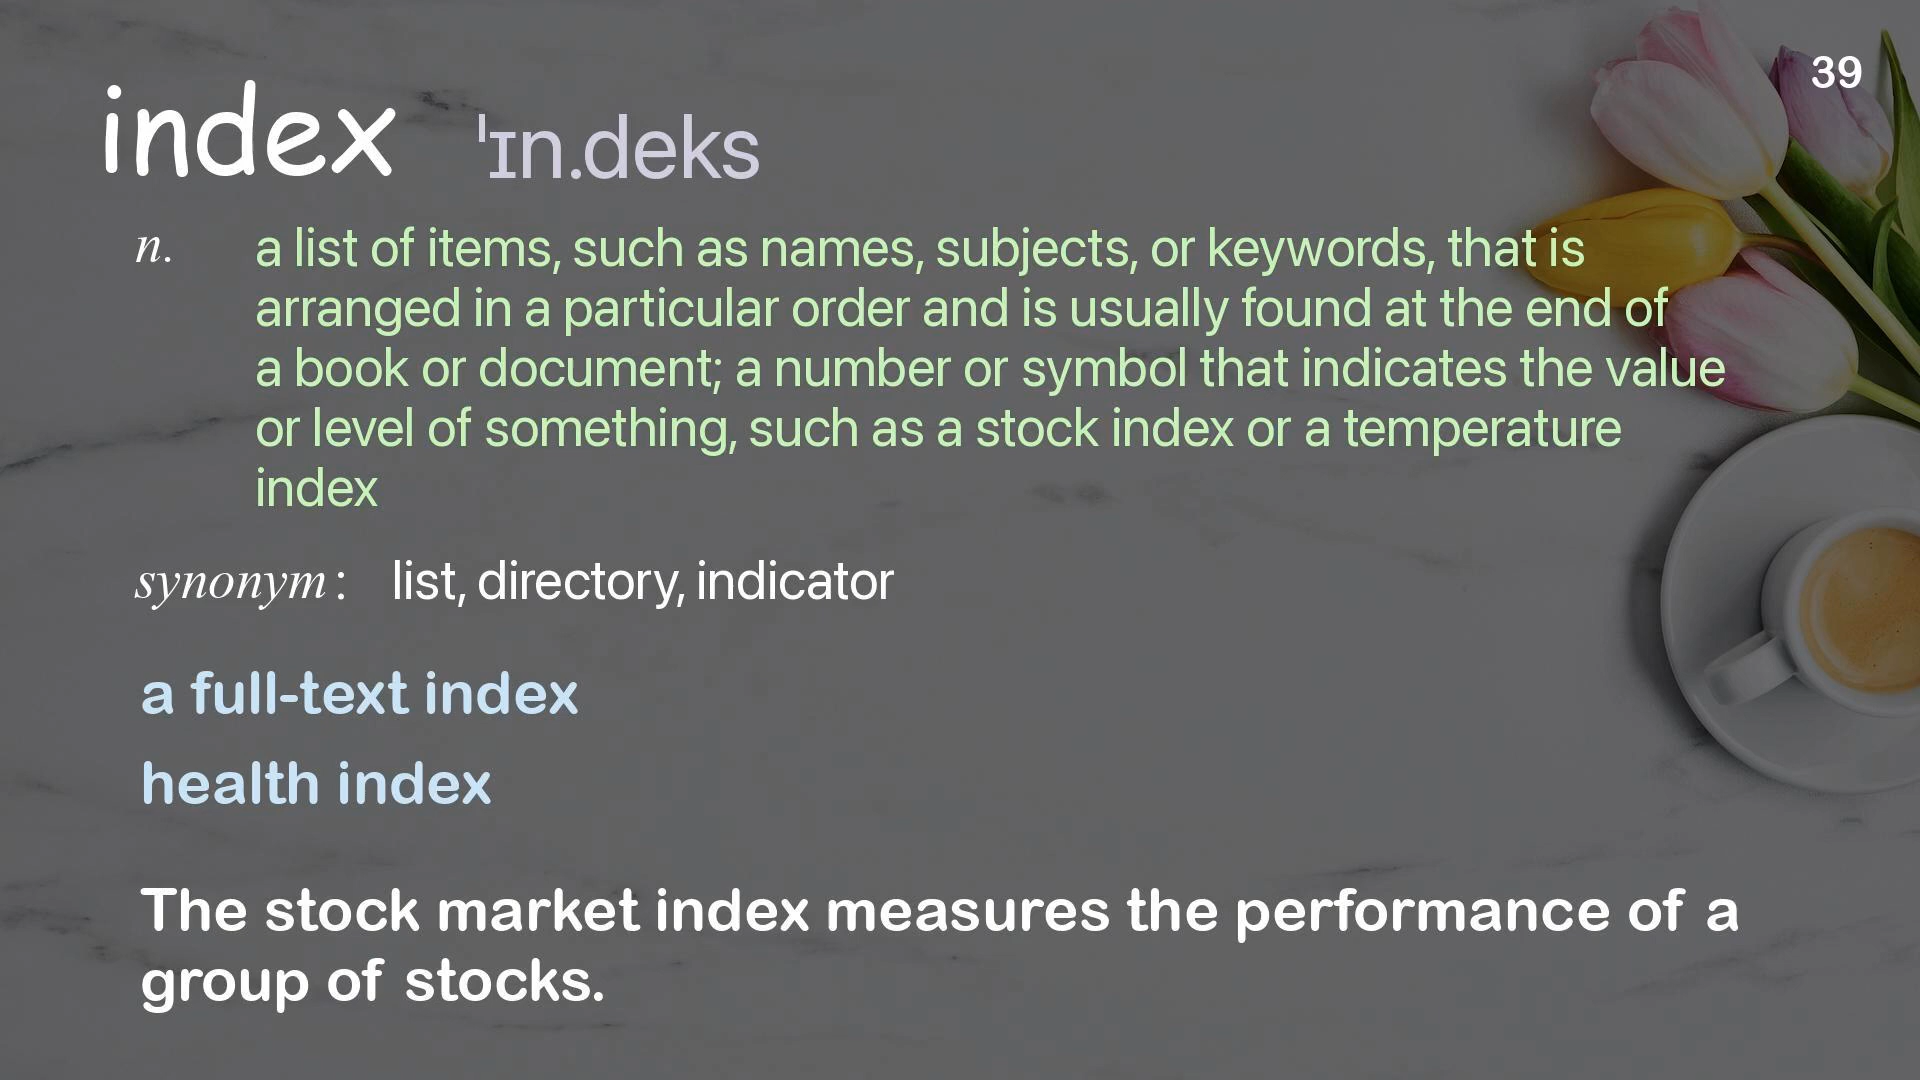 39
index ˈɪn.deks
n. a list of items, such as names, subjects, or keywords, that is
arranged in a particular order and is usually found at the end of
a book or document; a number or symbol that indicates the value
or level of something, such as a stock index or a temperature
index
synonym: list, directory, indicator
a full-text index
health index
The stock market index measures the performance of a
group of stocks.